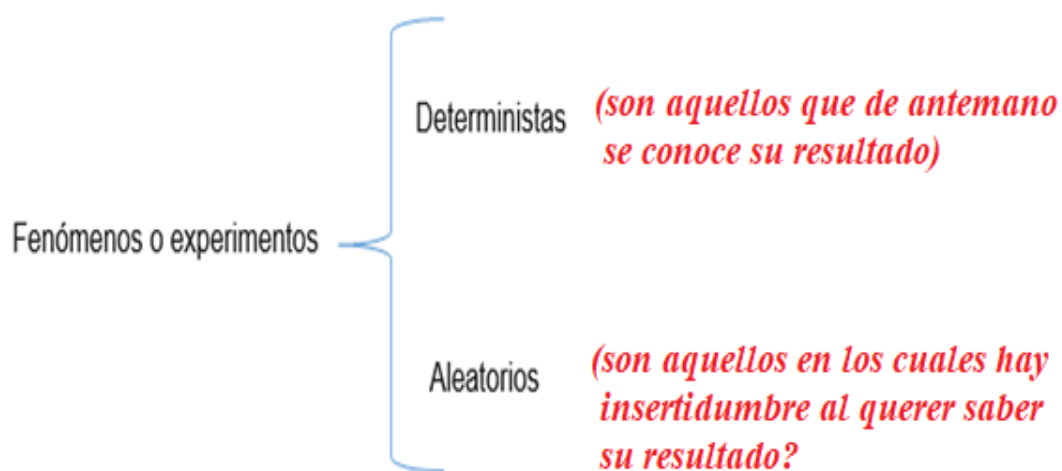 Determinista​s (son aquellos que de antemano
se conoce su resultado)
Fenómenos o experimentos
Aleatorios (son aquellos en los cuales hay
insertidumbre al querer saber
su resultado?